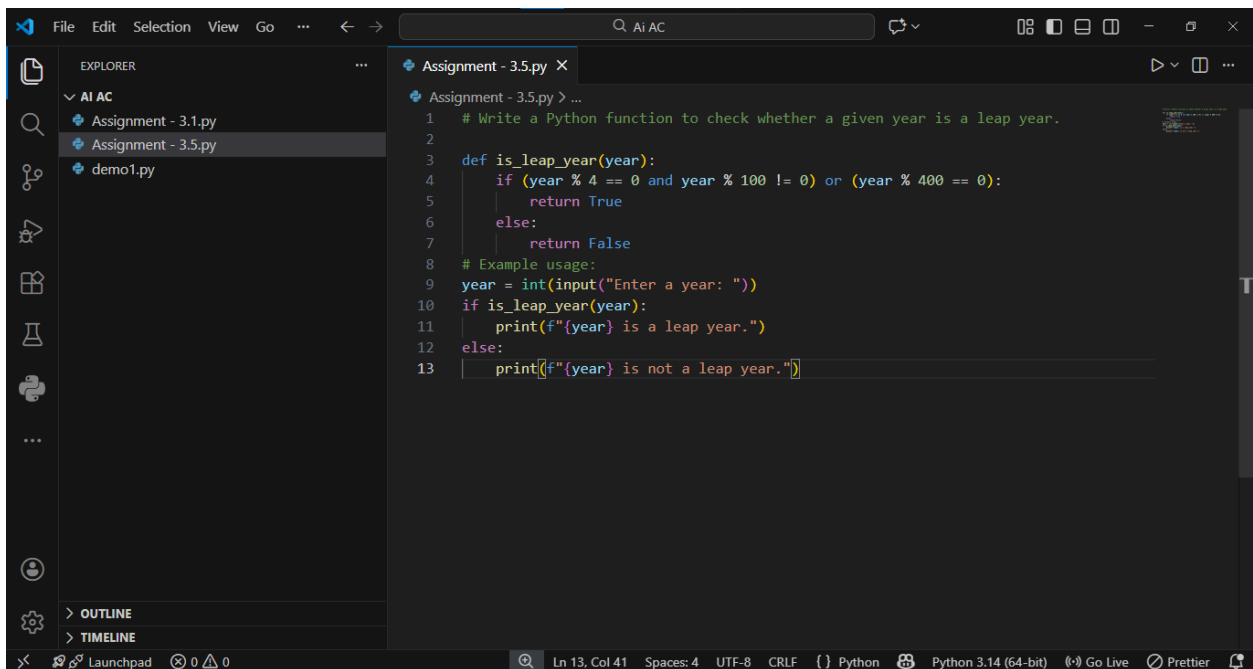 File Edit Selection View Go ... Ai AC
EXPLORER ...
AI AC
Assignment - 3.1.py
Assignment - 3.5.py
demo1.py
OUTLINE
TIMELINE
Assignment - 3.5.py
Assignment - 3.5.py > ...
1 # Write a Python function to check whether a given year is a leap year.
2
3 def is_leap_year(year):
4     if (year % 4 == 0 and year % 100 != 0) or (year % 400 == 0):
5         return True
6     else:
7         return False
8 # Example usage:
9 year = int(input("Enter a year: "))
10 if is_leap_year(year):
11     print(f"{year} is a leap year.")
12 else:
13     print(f"{year} is not a leap year.")
Launchpad 0 0 Ln 13, Col 41 Spaces: 4 UTF-8 CRLF { } Python Python 3.14 (64-bit) Go Live Prettier